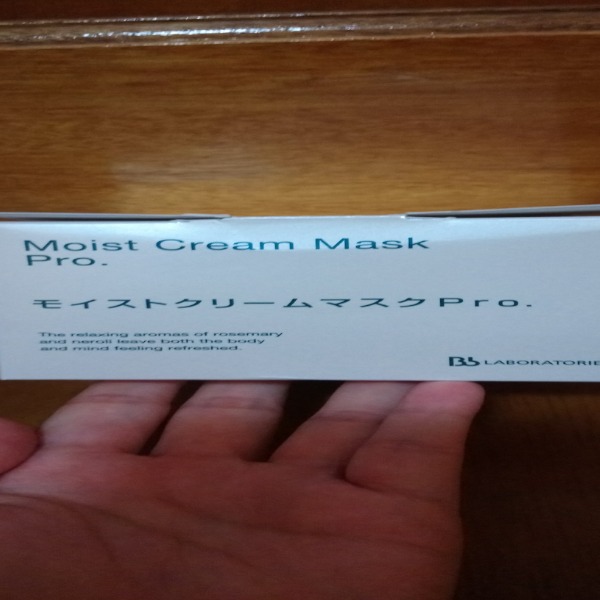 Moist Cream Mask
Pro.
モイストクリームマスクPro.
The relaxing aromas of rosemary
and neroli leave both the body
and mind feeling refreshed.
Bb LABORATORIE